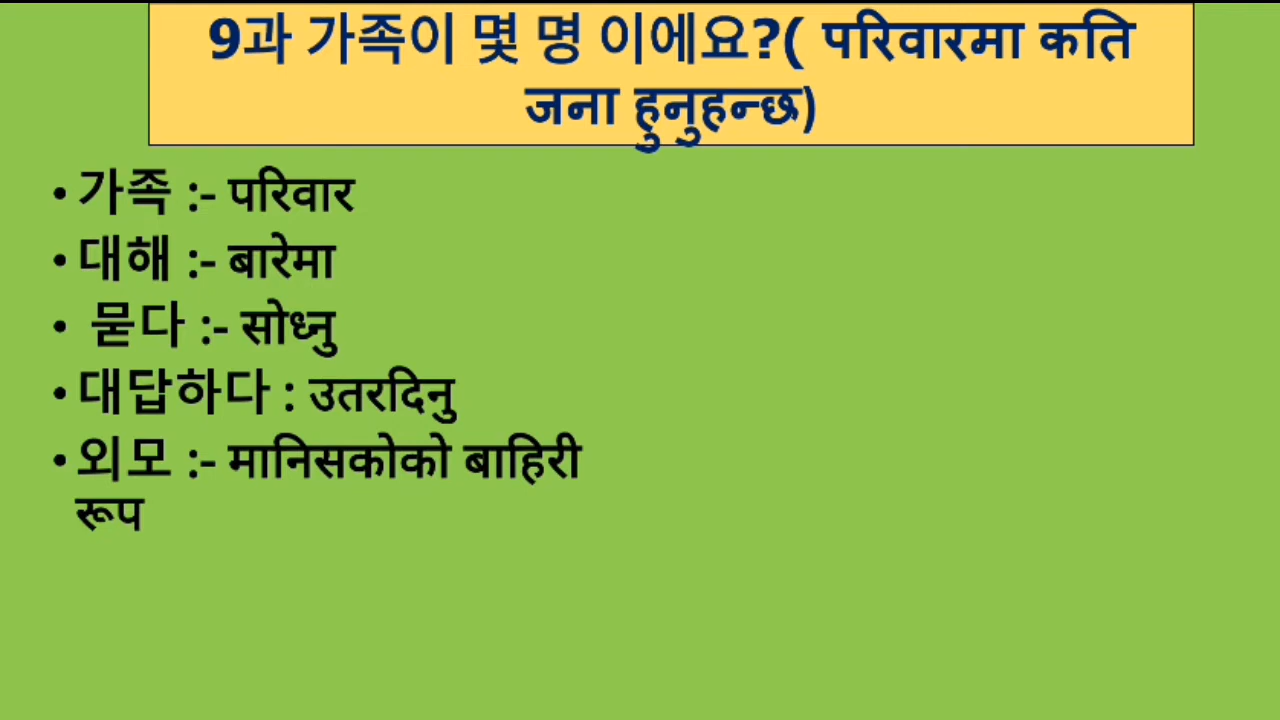 9과 가족이 몇 명 이에요?( परिवारमा कति
जना हुनुहन्छ)
• 가족 :- परिवार
• 대해 :- बारेमा
• 묻다 :- सोध्नु
• 대답하다 : उतरदिनु
• 외모 :- मानिसकोको बाहिरी
रूप